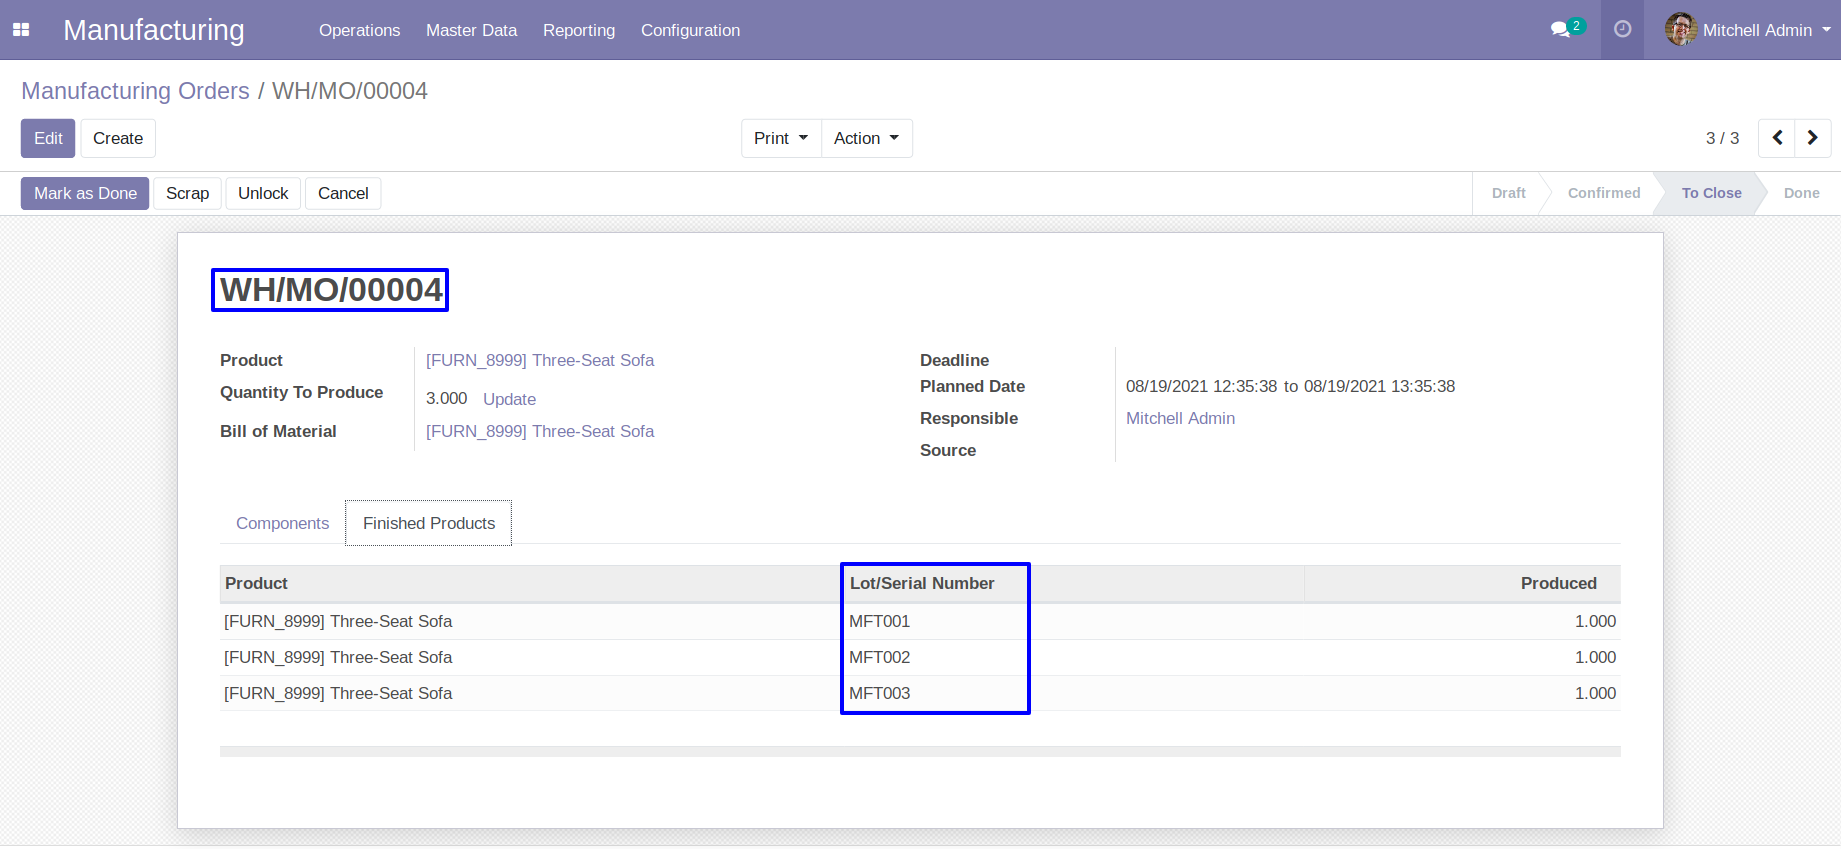 Manufacturing Operations Master Data Reporting Configuration 2 Mitchell Admin
Manufacturing Orders / WH/MO/00004
Edit Create Print Action 3 / 3
Mark as Done Scrap Unlock Cancel Draft Confirmed To Close Done
WH/MO/00004
Product [FURN_8999] Three-Seat Sofa Deadline
Planned Date 08/19/2021 12:35:38 to 08/19/2021 13:35:38
Quantity To Produce 3.000 Update
Responsible Mitchell Admin
Bill of Material [FURN_8999] Three-Seat Sofa
Source
Components Finished Products
Product Lot/Serial Number Produced
[FURN_8999] Three-Seat Sofa MFT001 1.000
[FURN_8999] Three-Seat Sofa MFT002 1.000
[FURN_8999] Three-Seat Sofa MFT003 1.000